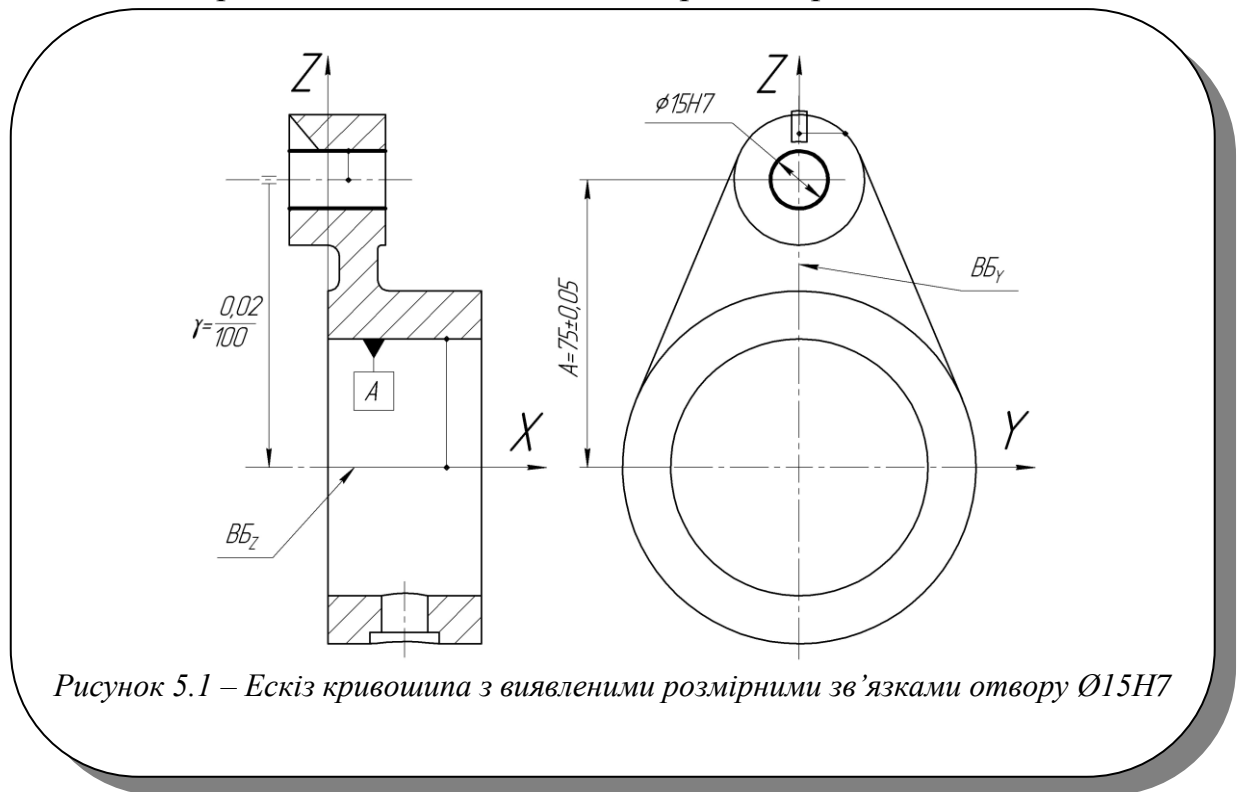 Z
Z
ϕ15H7
ВБY
A=75±0,05
γ=0,02/100
A
X
Y
ВБZ
Рисунок 5.1 – Ескіз кривошипа з виявленими розмірними зв’язками отвору Ø15H7